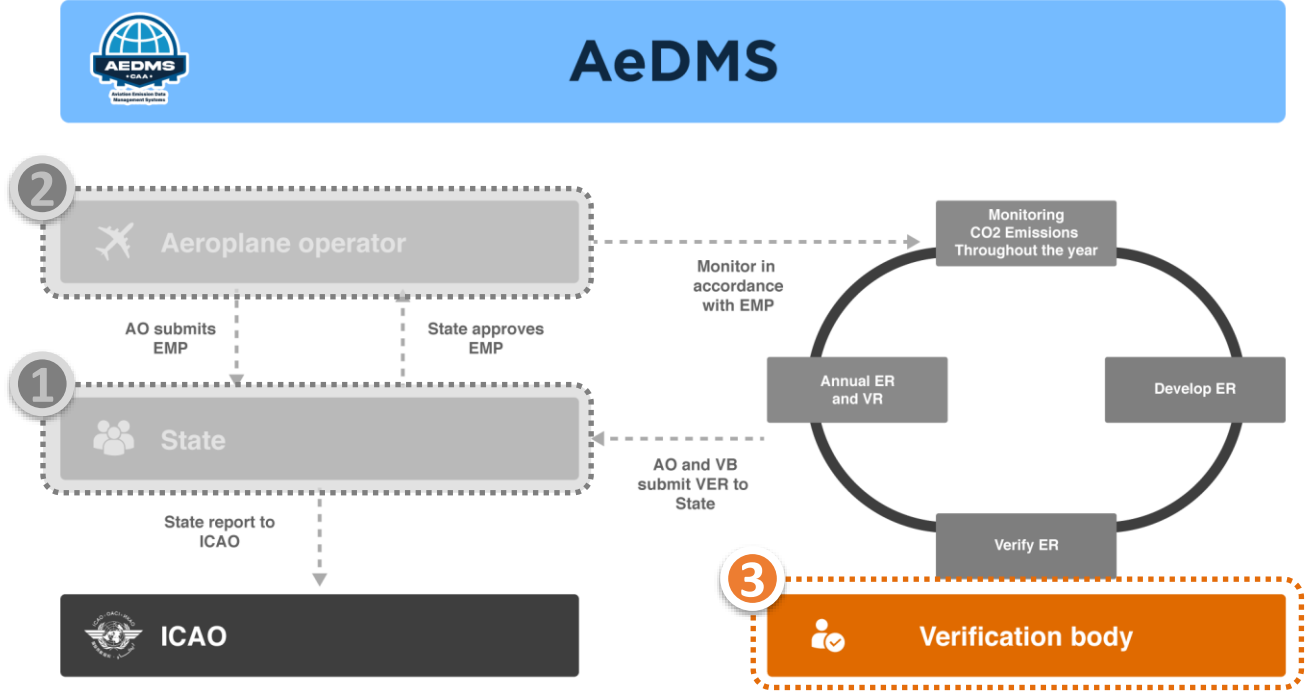 AEDMS
CAA
Aviation Emission Data
Management Systems
AeDMS
2
Aeroplane operator
Monitoring
CO2 Emissions
Throughout the year
Monitor in
accordance
with EMP
AO submits
EMP
State approves
EMP
1
State
Annual ER
and VR
Develop ER
AO and VB
submit VER to
State
State report to
ICAO
Verify ER
3
ICAO
Verification body